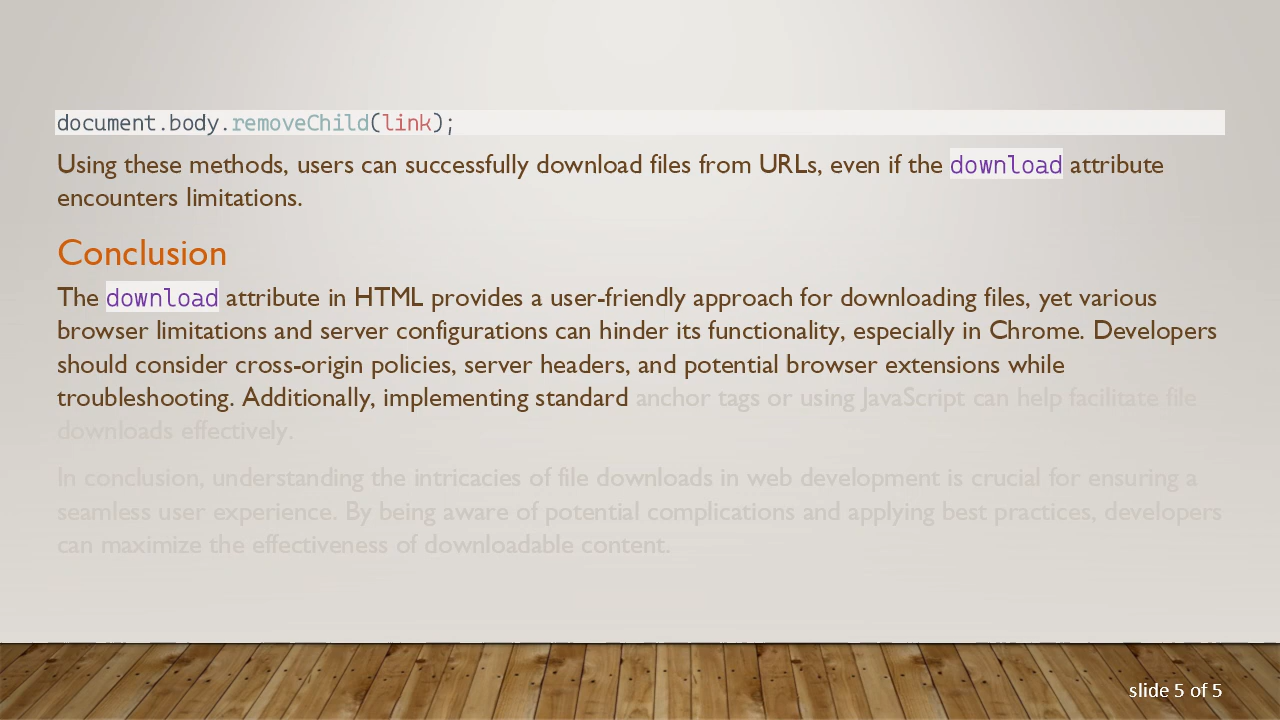 document.body.removeChild(link);
Using these methods, users can successfully download files from URLs, even if the download attribute
encounters limitations.
Conclusion
The download attribute in HTML provides a user-friendly approach for downloading files, yet various
browser limitations and server configurations can hinder its functionality, especially in Chrome. Developers
should consider cross-origin policies, server headers, and potential browser extensions while
troubleshooting. Additionally, implementing standard anchor tags or using JavaScript can help facilitate file
downloads effectively.
In conclusion, understanding the intricacies of file downloads in web development is crucial for ensuring a
seamless user experience. By being aware of potential complications and applying best practices, developers
can maximize the effectiveness of downloadable content.
slide 5 of 5